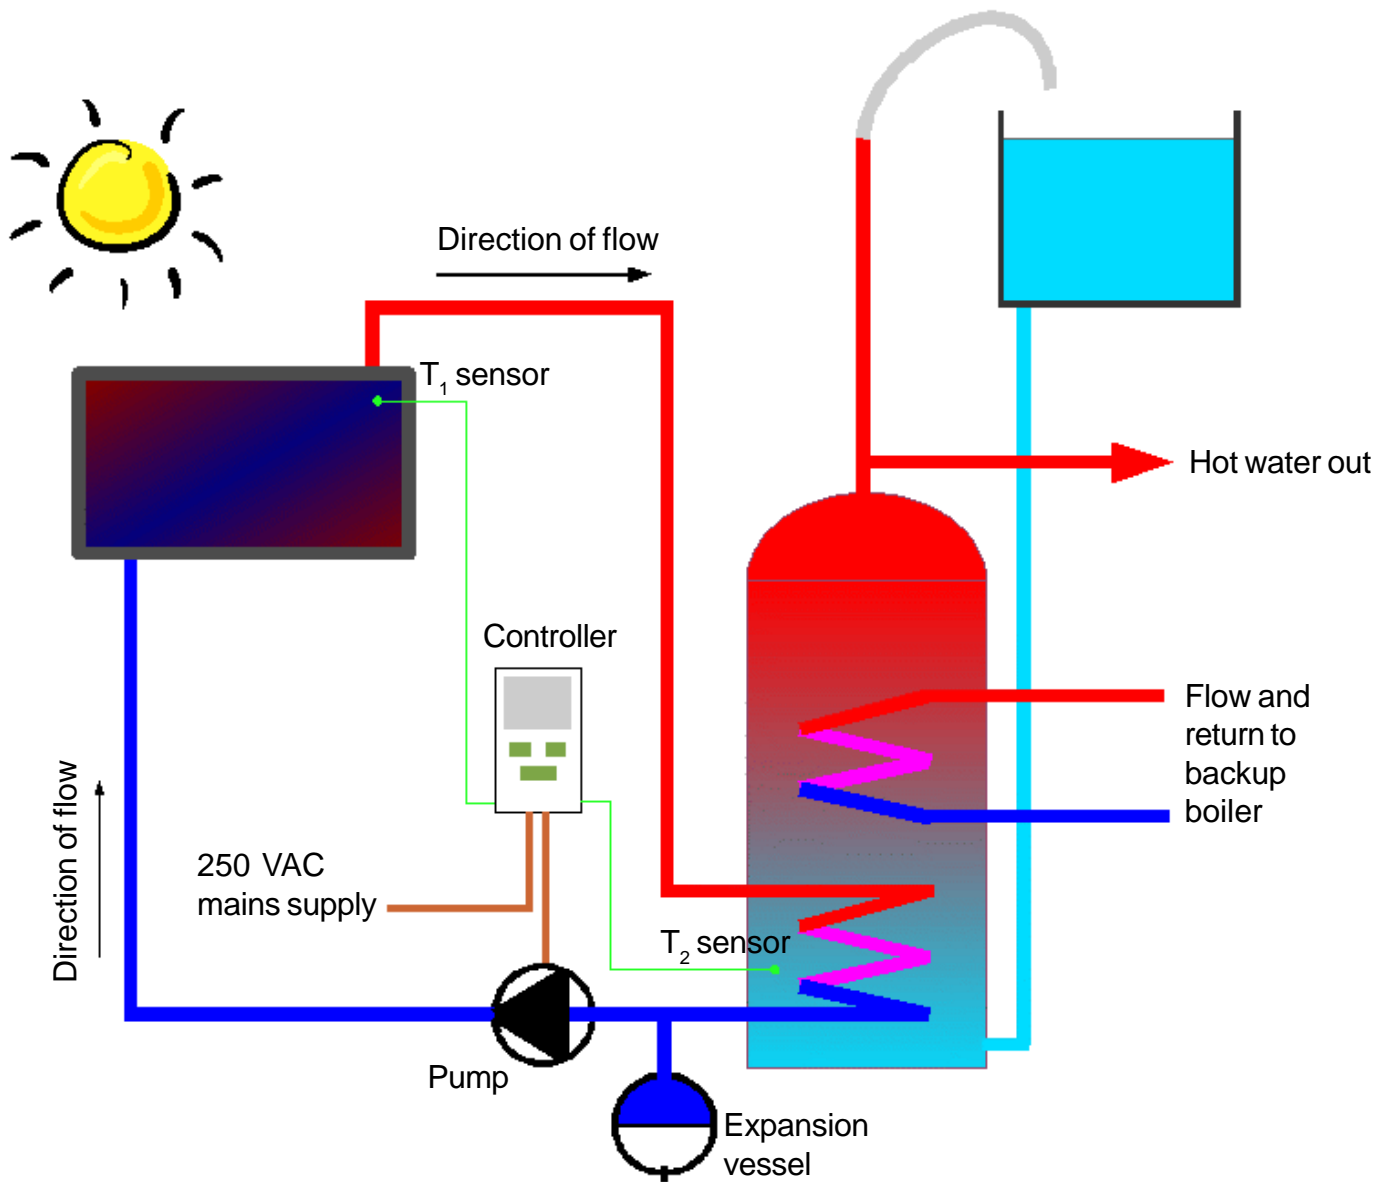 Direction of flow
T₁ sensor
Hot water out
Controller
Flow and
return to
backup
boiler
Direction of flow
250 VAC
mains supply
T₂ sensor
Pump
Expansion
vessel